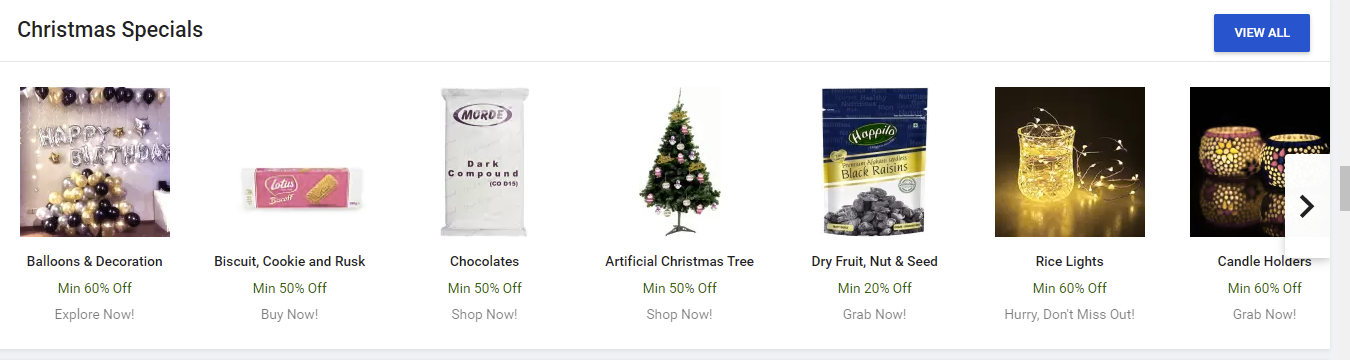 Christmas Specials
VIEW ALL
HAPPY
BIRTHDAY
Lotus
Biscoff
MORDE
Dark
Compound
(CO D15)
Happilo
Premium Afghani Seedless
Black Raisins
Balloons & Decoration
Biscuit, Cookie and Rusk
Chocolates
Artificial Christmas Tree
Dry Fruit, Nut & Seed
Rice Lights
Candle Holders
Min 60% Off
Min 50% Off
Min 50% Off
Min 50% Off
Min 20% Off
Min 60% Off
Min 60% Off
Explore Now!
Buy Now!
Shop Now!
Shop Now!
Grab Now!
Hurry, Don't Miss Out!
Grab Now!